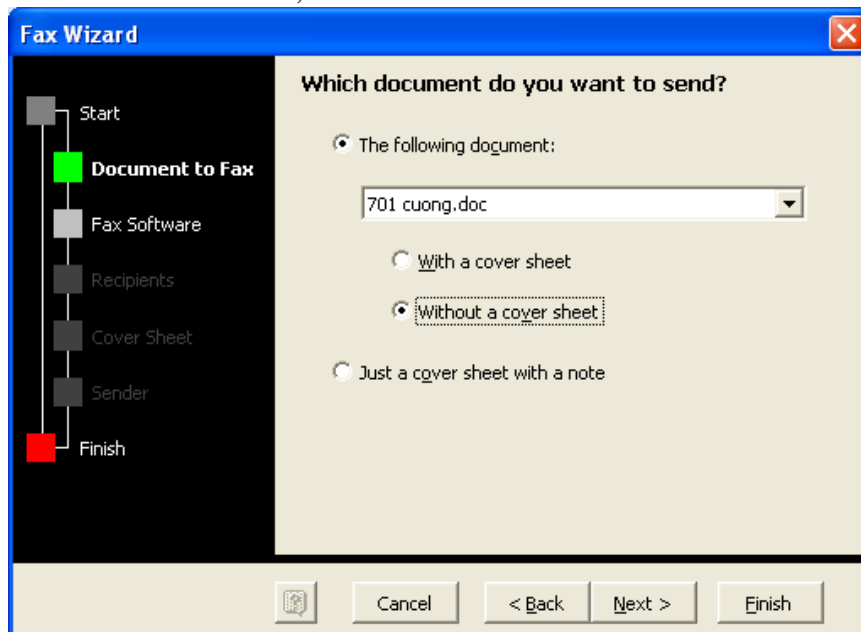 Fax Wizard
Which document do you want to send?
Start
Document to Fax
Fax Software
Recipients
Cover Sheet
Sender
Finish
The following document:
701 cuong.doc
With a cover sheet
Without a cover sheet
Just a cover sheet with a note
Cancel
< Back
Next >
Finish